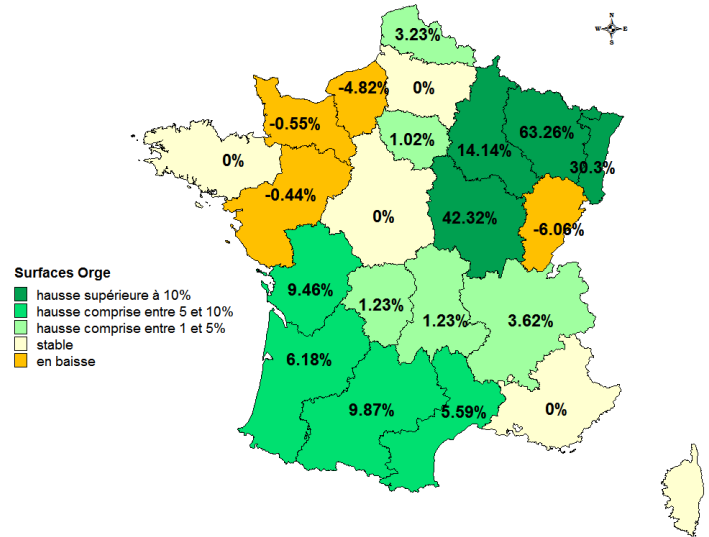 N
W E
S
3.23%
-4.82%
0%
-0.55%
1.02%
63.26%
14.14%
30.3%
0%
-0.44%
0%
42.32%
-6.06%
Surfaces Orge
hausse supérieure à 10%
hausse comprise entre 5 et 10%
hausse comprise entre 1 et 5%
stable
en baisse
9.46%
1.23%
1.23%
3.62%
6.18%
9.87%
5.59%
0%